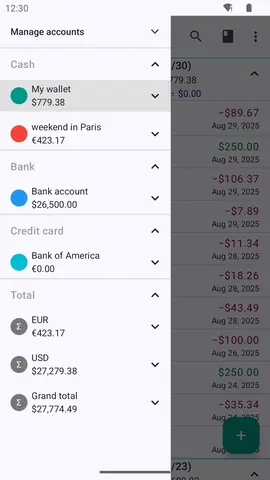 12:30
Manage accounts
Cash
My wallet
$779.38
weekend in Paris
€423.17
Bank
Bank account
$26,500.00
Credit card
Bank of America
€0.00
Total
Σ
EUR
€423.17
Σ
USD
$27,279.38
Σ
Grand total
$27,774.49
/30)
779.38
= $0.00
−$89.67
Aug 29, 2025
$250.00
Aug 29, 2025
−$106.37
Aug 29, 2025
−$7.89
Aug 29, 2025
−$11.34
Aug 28, 2025
−$18.26
Aug 28, 2025
−$43.49
Aug 28, 2025
−$100.00
Aug 26, 2025
$250.00
Aug 24, 2025
−$35.34
Aug 24, 2025
/23)